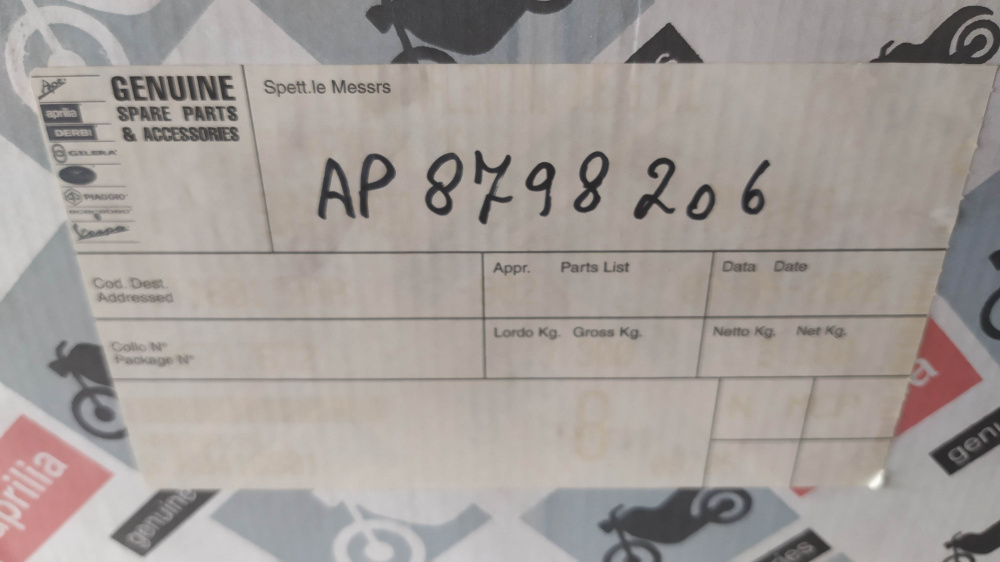 GENUINE
SPARE PARTS
& ACCESSORIES
aprilia
DERBI
GILERA
PIAGGIO
Vespa
Spett.le Messrs
AP 8798206
Cod. Dest.
Addressed
Appr. Parts List
Data Date
Collo N°
Package N°
Lordo Kg. Gross Kg.
Netto Kg. Net Kg.
aprilia
genuine